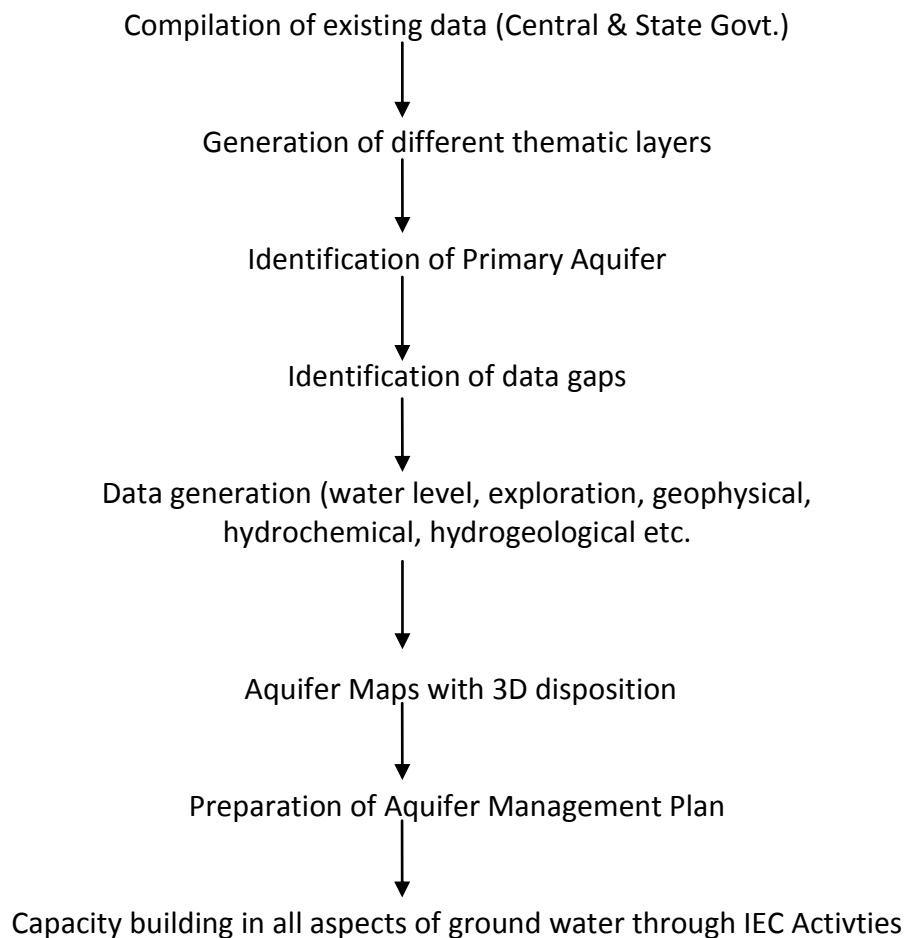 Compilation of existing data (Central & State Govt.)
Generation of different thematic layers
Identification of Primary Aquifer
Identification of data gaps
Data generation (water level, exploration, geophysical,
hydrochemical, hydrogeological etc.
Aquifer Maps with 3D disposition
Preparation of Aquifer Management Plan
Capacity building in all aspects of ground water through IEC Activties